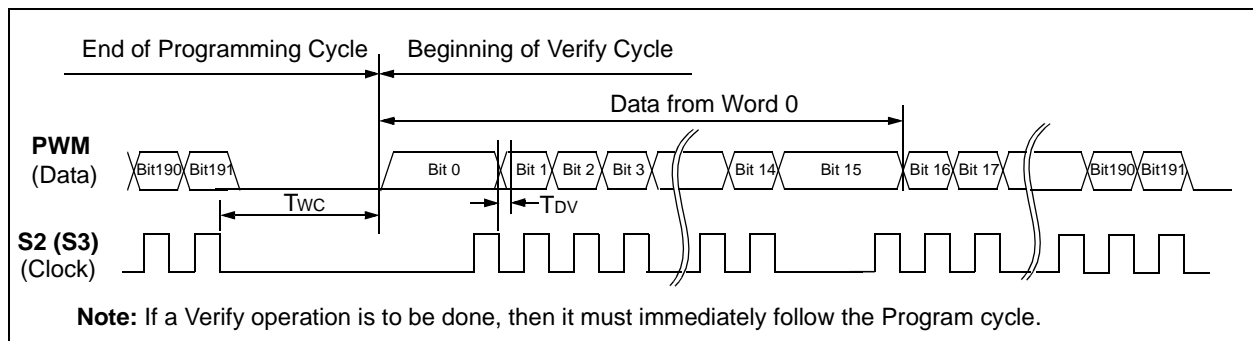 End of Programming Cycle Beginning of Verify Cycle
Data from Word 0
PWM
(Data)
Bit190 Bit191 Bit 0 Bit 1 Bit 2 Bit 3 Bit 14 Bit 15 Bit 16 Bit 17 Bit190 Bit191
TWC TDV
S2 (S3)
(Clock)
Note: If a Verify operation is to be done, then it must immediately follow the Program cycle.